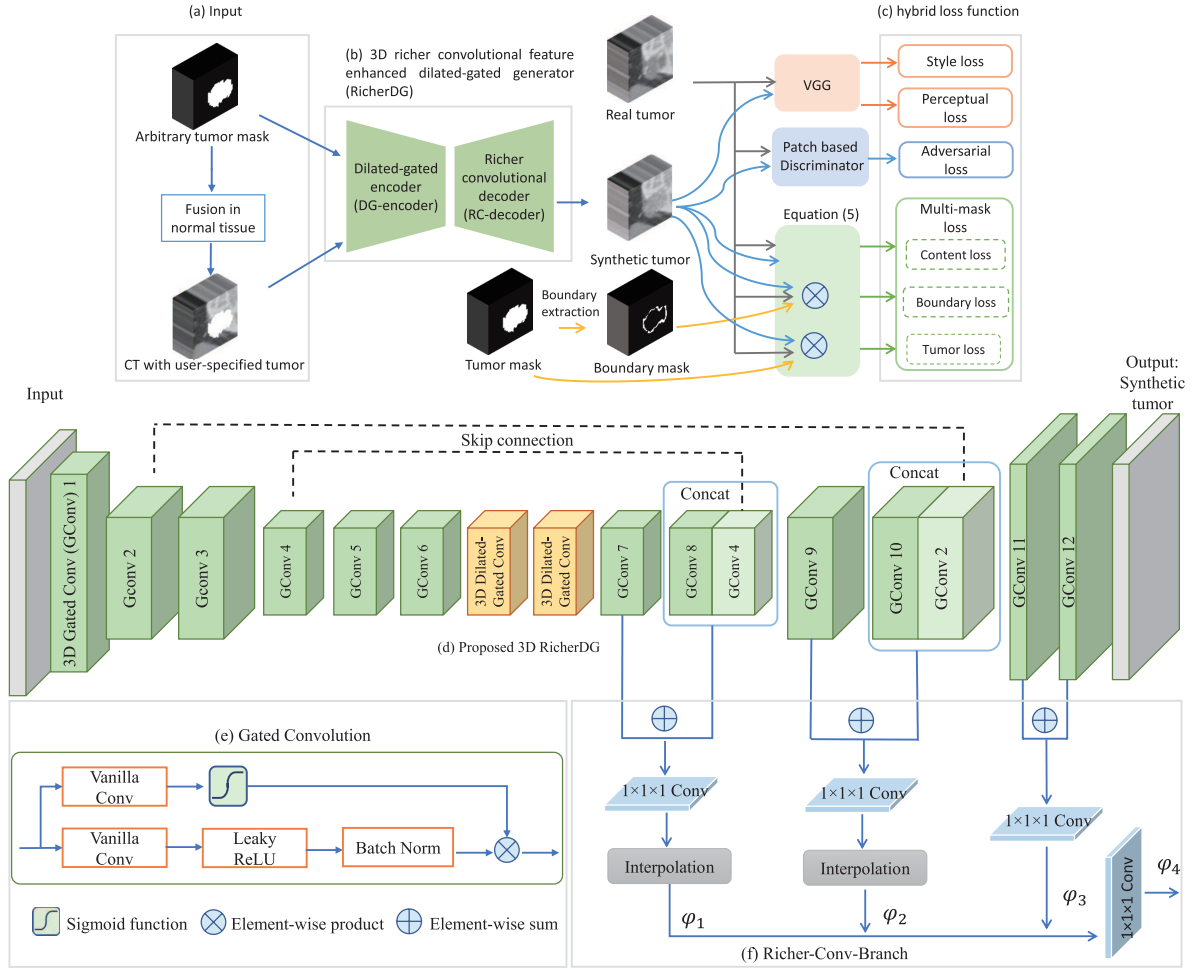 (a) Input
Arbitrary tumor mask
Fusion in
normal tissue
CT with user-specified tumor
(b) 3D richer convolutional feature
enhanced dilated-gated generator
(RicherDG)
Dilated-gated
encoder
(DG-encoder)
Richer
convolutional
decoder
(RC-decoder)
Real tumor
Synthetic tumor
Boundary
extraction
Tumor mask
Boundary mask
(c) hybrid loss function
VGG
Style loss
Perceptual
loss
Patch based
Discriminator
Adversarial
loss
Equation (5)
Multi-mask
loss
Content loss
Boundary loss
Tumor loss
Input
Output:
Synthetic
tumor
Skip connection
Concat
Concat
3D Gated Conv (GConv) 1
Gconv 2
Gconv 3
GConv 4
GConv 5
GConv 6
3D Dilated-
Gated Conv
3D Dilated-
Gated Conv
GConv 7
GConv 8
GConv 4
GConv 9
GConv 10
GConv 2
GConv 11
GConv 12
(d) Proposed 3D RicherDG
(e) Gated Convolution
Vanilla
Conv
Vanilla
Conv
Leaky
ReLU
Batch Norm
Sigmoid function
Element-wise product
Element-wise sum
1×1×1 Conv
1×1×1 Conv
1×1×1 Conv
Interpolation
Interpolation
φ1
φ2
φ3
1×1×1 Conv
φ4
(f) Richer-Conv-Branch